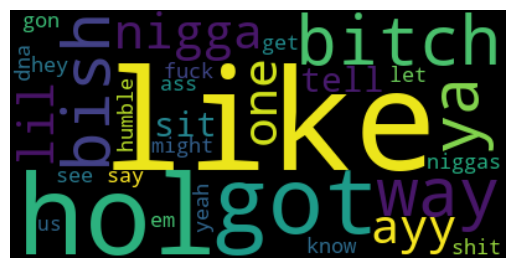 gon
nigga
bitch
dna
hey
bish
get
fuck
ass
one
tell
let
ya
lil
humble
like
sit
might
niggas
see
say
hol
us
em
yeah
got
way
ayy
know
shit